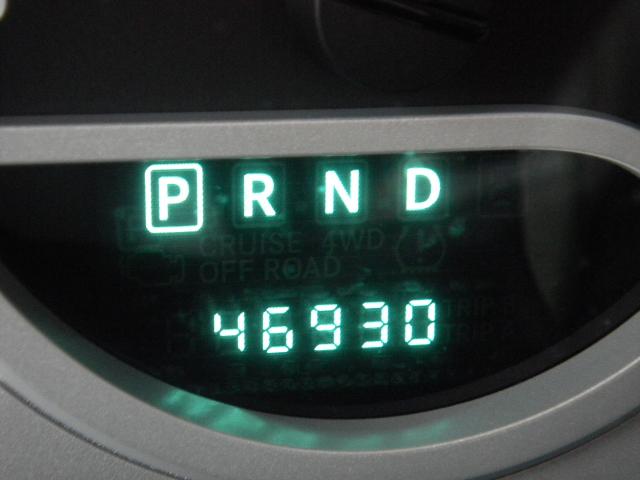 P R N D
CRUISE 4WD
OFF ROAD
TRIP
46930
TRIP